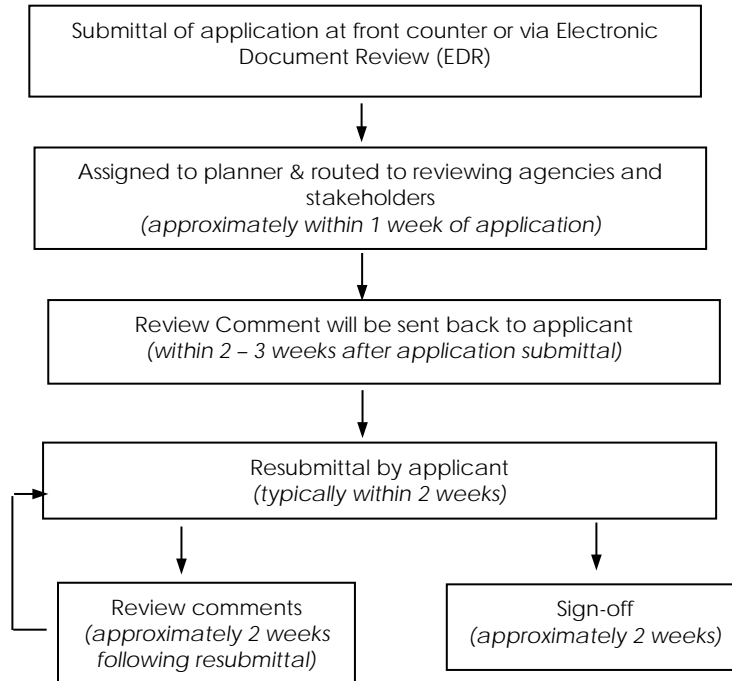 Submittal of application at front counter or via Electronic
Document Review (EDR)
Assigned to planner & routed to reviewing agencies and
stakeholders
(approximately within 1 week of application)
Review Comment will be sent back to applicant
(within 2 – 3 weeks after application submittal)
Resubmittal by applicant
(typically within 2 weeks)
Review comments
(approximately 2 weeks
following resubmittal)
Sign-off
(approximately 2 weeks)